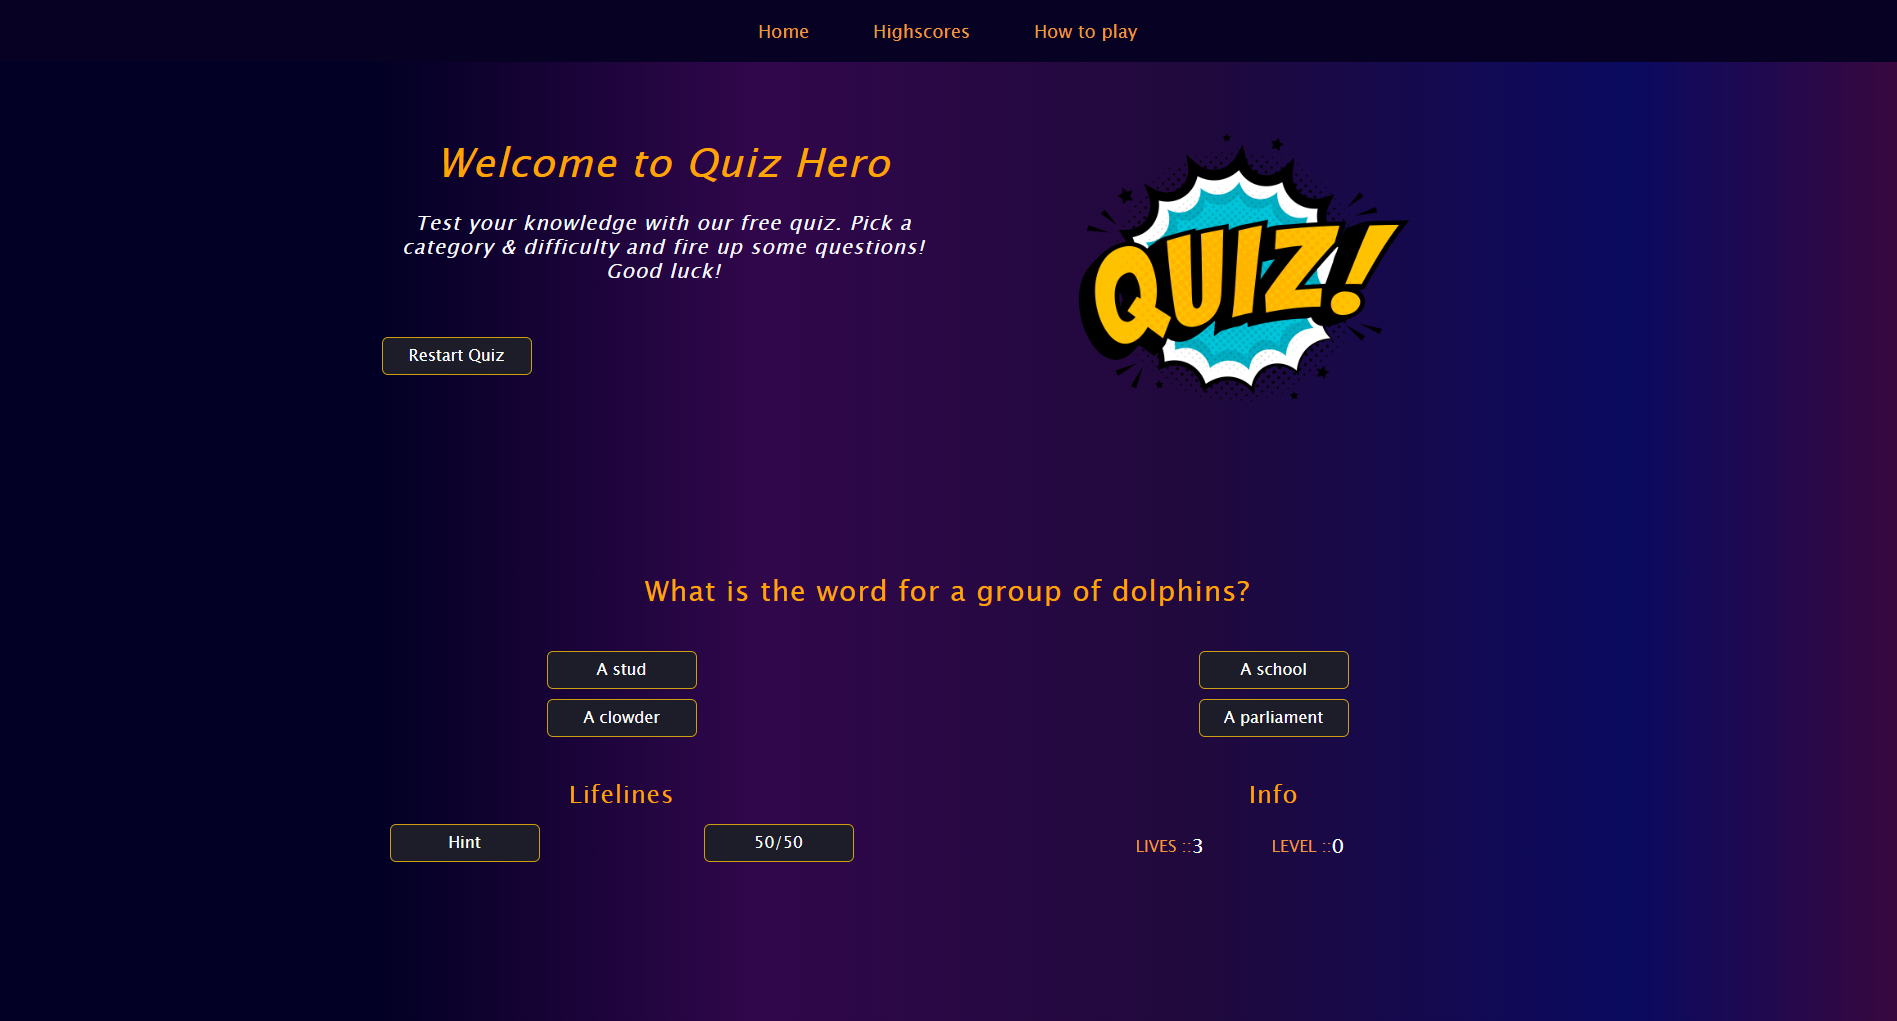 Home Highscores How to play
Welcome to Quiz Hero
Test your knowledge with our free quiz. Pick a
category & difficulty and fire up some questions!
Good luck!
Restart Quiz
QUIZ!
What is the word for a group of dolphins?
A stud
A school
A clowder
A parliament
Lifelines
Info
Hint
50/50
LIVES ::3
LEVEL ::0